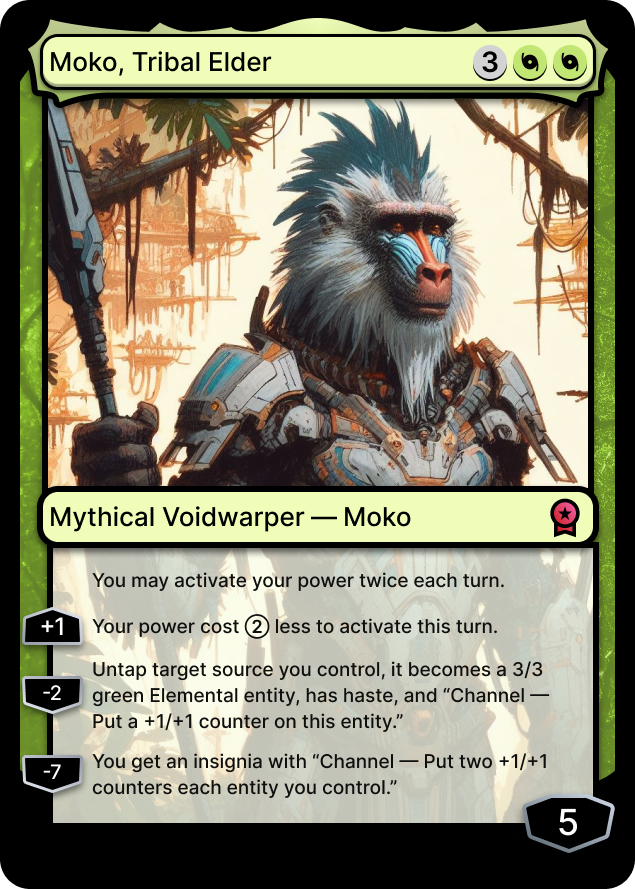 Moko, Tribal Elder 3
Mythical Voidwarper — Moko
You may activate your power twice each turn.
+1 Your power cost ② less to activate this turn.
Untap target source you control, it becomes a 3/3
-2 green Elemental entity, has haste, and “Channel —
Put a +1/+1 counter on this entity.”
-7 You get an insignia with “Channel — Put two +1/+1
counters each entity you control.”
5